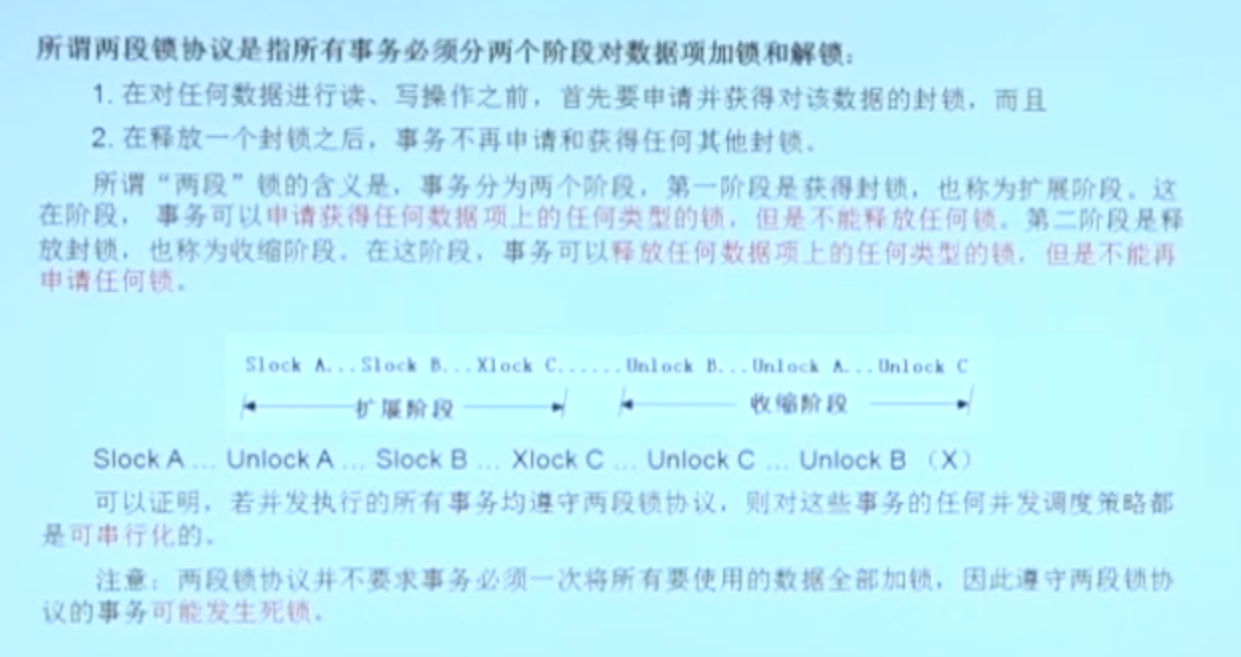 所谓两段锁协议是指所有事务必须分两个阶段对数据项加锁和解锁：
1. 在对任何数据进行读、写操作之前，首先要申请并获得对该数据的封锁，而且
2. 在释放一个封锁之后，事务不再申请和获得任何其他封锁。
所谓“两段”锁的含义是，事务分为两个阶段，第一阶段是获得封锁，也称为扩展阶段。这
在阶段， 事务可以申请获得任何数据项上的任何类型的锁，但是不能释放任何锁。第二阶段是释
放封锁，也称为收缩阶段。在这阶段，事务可以释放任何数据项上的任何类型的锁，但是不能再
申请任何锁。
Slock A...Slock B...Xlock C......Unlock B...Unlock A...Unlock C
扩展阶段 收缩阶段
Slock A ... Unlock A ... Slock B ... Xlock C ... Unlock C ... Unlock B （X）
可以证明，若并发执行的所有事务均遵守两段锁协议，则对这些事务的任何并发调度策略都
是可串行化的。
注意：两段锁协议并不要求事务必须一次将所有要使用的数据全部加锁，因此遵守两段锁协
议的事务可能发生死锁。